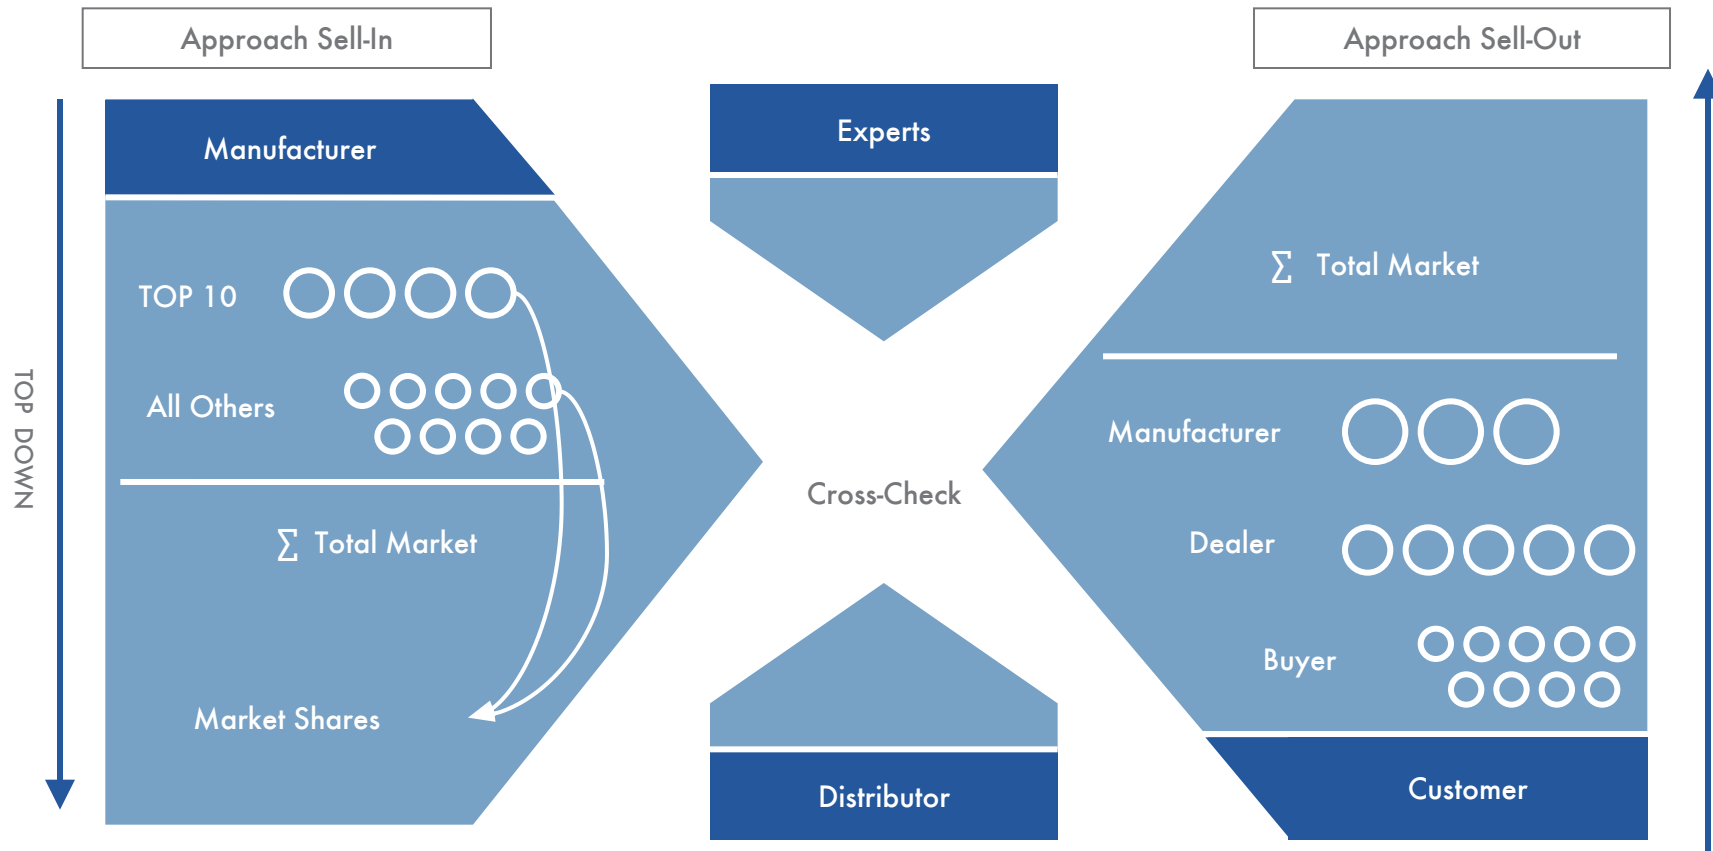 Approach Sell-In
Approach Sell-Out
Manufacturer
TOP 10
All Others
∑ Total Market
Market Shares
TOP DOWN
Experts
Cross-Check
Distributor
∑ Total Market
Manufacturer
Dealer
Buyer
Customer